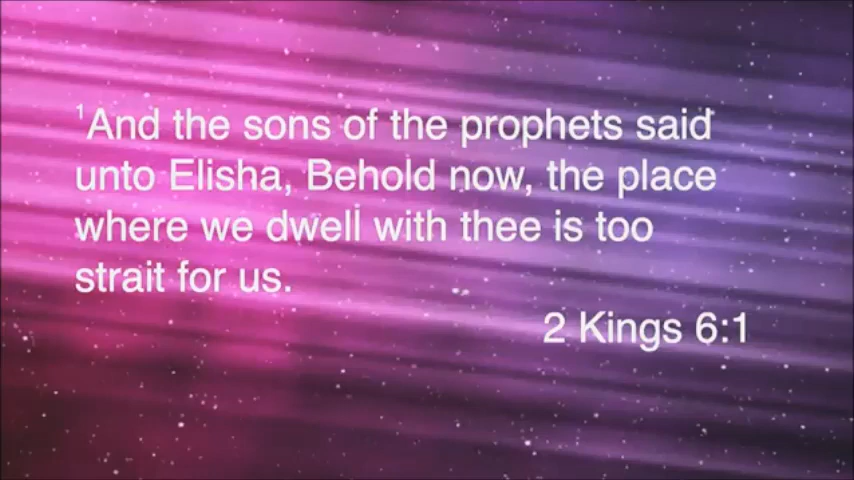 ¹And the sons of the prophets said
unto Elisha, Behold now, the place
where we dwell with thee is too
strait for us.
2 Kings 6:1